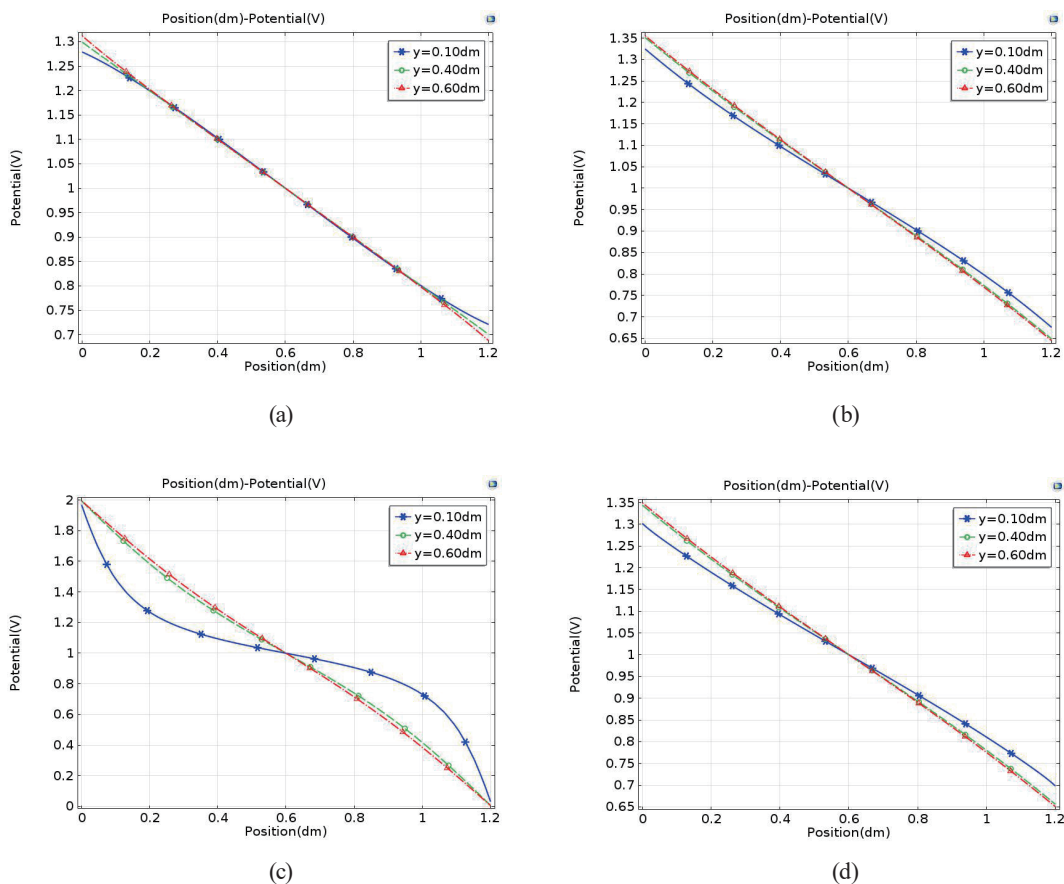 Position(dm)-Potential(V)
1.3
1.25
1.2
1.15
1.1
1.05
1
0.95
0.9
0.85
0.8
0.75
0.7
Potential(V)
y=0.10dm
y=0.40dm
y=0.60dm
0 0.2 0.4 0.6 0.8 1 1.2
Position(dm)
(a)
Position(dm)-Potential(V)
1.35
1.3
1.25
1.2
1.15
1.1
1.05
1
0.95
0.9
0.85
0.8
0.75
0.7
0.65
Potential(V)
y=0.10dm
y=0.40dm
y=0.60dm
0 0.2 0.4 0.6 0.8 1 1.2
Position(dm)
(b)
Position(dm)-Potential(V)
2
1.8
1.6
1.4
1.2
1
0.8
0.6
0.4
0.2
0
Potential(V)
y=0.10dm
y=0.40dm
y=0.60dm
0 0.2 0.4 0.6 0.8 1 1.2
Position(dm)
(c)
Position(dm)-Potential(V)
1.35
1.3
1.25
1.2
1.15
1.1
1.05
1
0.95
0.9
0.85
0.8
0.75
0.7
0.65
Potential(V)
y=0.10dm
y=0.40dm
y=0.60dm
0 0.2 0.4 0.6 0.8 1 1.2
Position(dm)
(d)